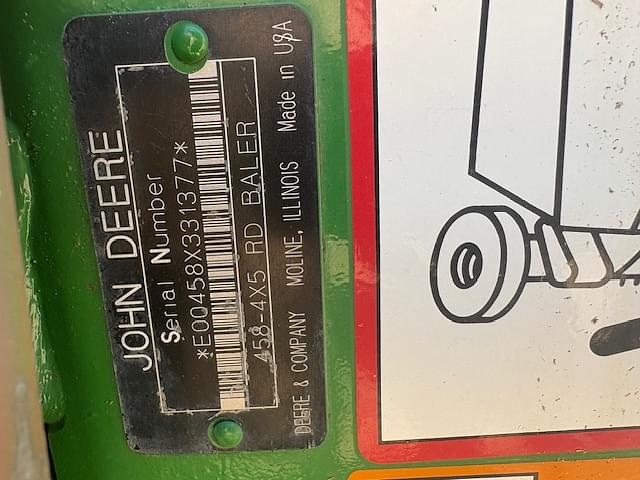 JOHN DEERE
Serial Number
*E00458X331377*
458-4X5 RD BALER
DEERE & COMPANY MOLINE, ILLINOIS Made in USA